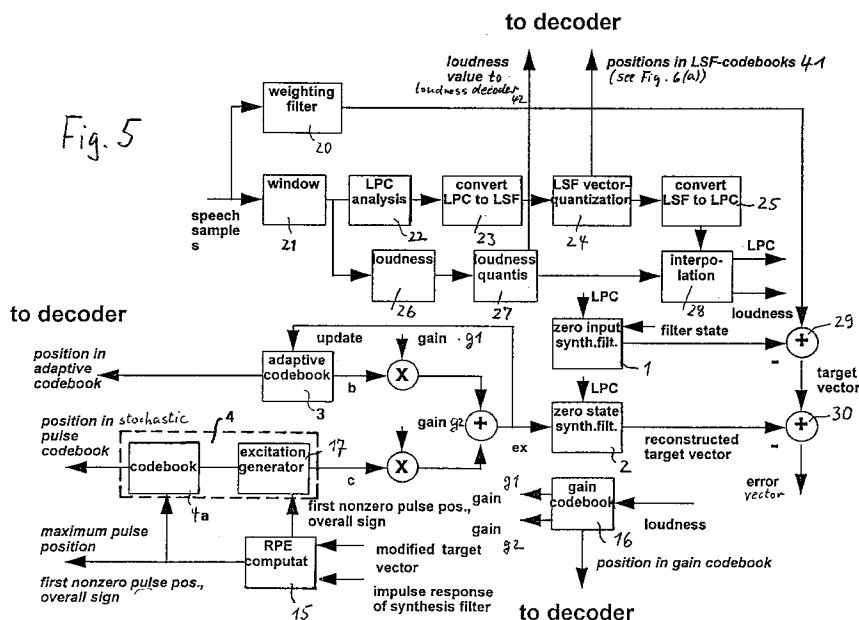 to decoder
loudness
value to
loudness decoder
42
positions in LSF-codebooks 41
(see Fig. 6(a))
Fig. 5
weighting
filter
20
speech
sample
s
window
21
LPC
analysis
22
convert
LPC to LSF
23
LSF vector-
quantization
24
convert
LSF to LPC
25
loudness
26
loudness
quantis
27
interpo-
lation
28
LPC
loudness
to decoder
update
gain g1
LPC
zero input
synth.filt.
1
filter state
+
29
-
target
vector
position in
adaptive
codebook
adaptive
codebook
3
b
X
+
gain g2
ex
LPC
zero state
synth.filt.
2
reconstructed
target vector
+
30
-
error
vector
position in stochastic
pulse
codebook
4
codebook
4a
excitation
generator
17
c
X
first nonzero pulse pos.,
overall sign
gain g1
gain
g2
gain
codebook
16
loudness
position in gain codebook
maximum pulse
position
first nonzero pulse pos.,
overall sign
RPE
computat
15
modified target
vector
impulse response
of synthesis filter
to decoder